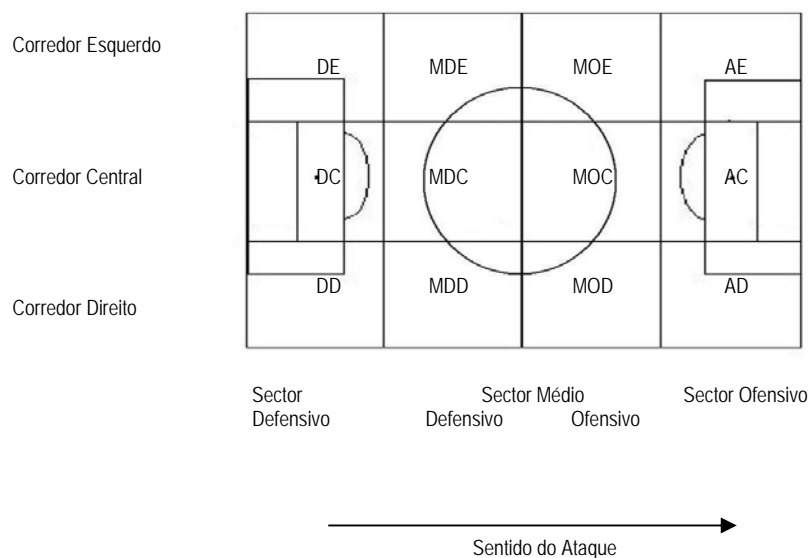 Corredor Esquerdo
DE MDE MOE AE
Corredor Central
DC MDC MOC AC
DD MDD MOD AD
Corredor Direito
Sector Sector Médio Sector Ofensivo
Defensivo Defensivo Ofensivo
Sentido do Ataque